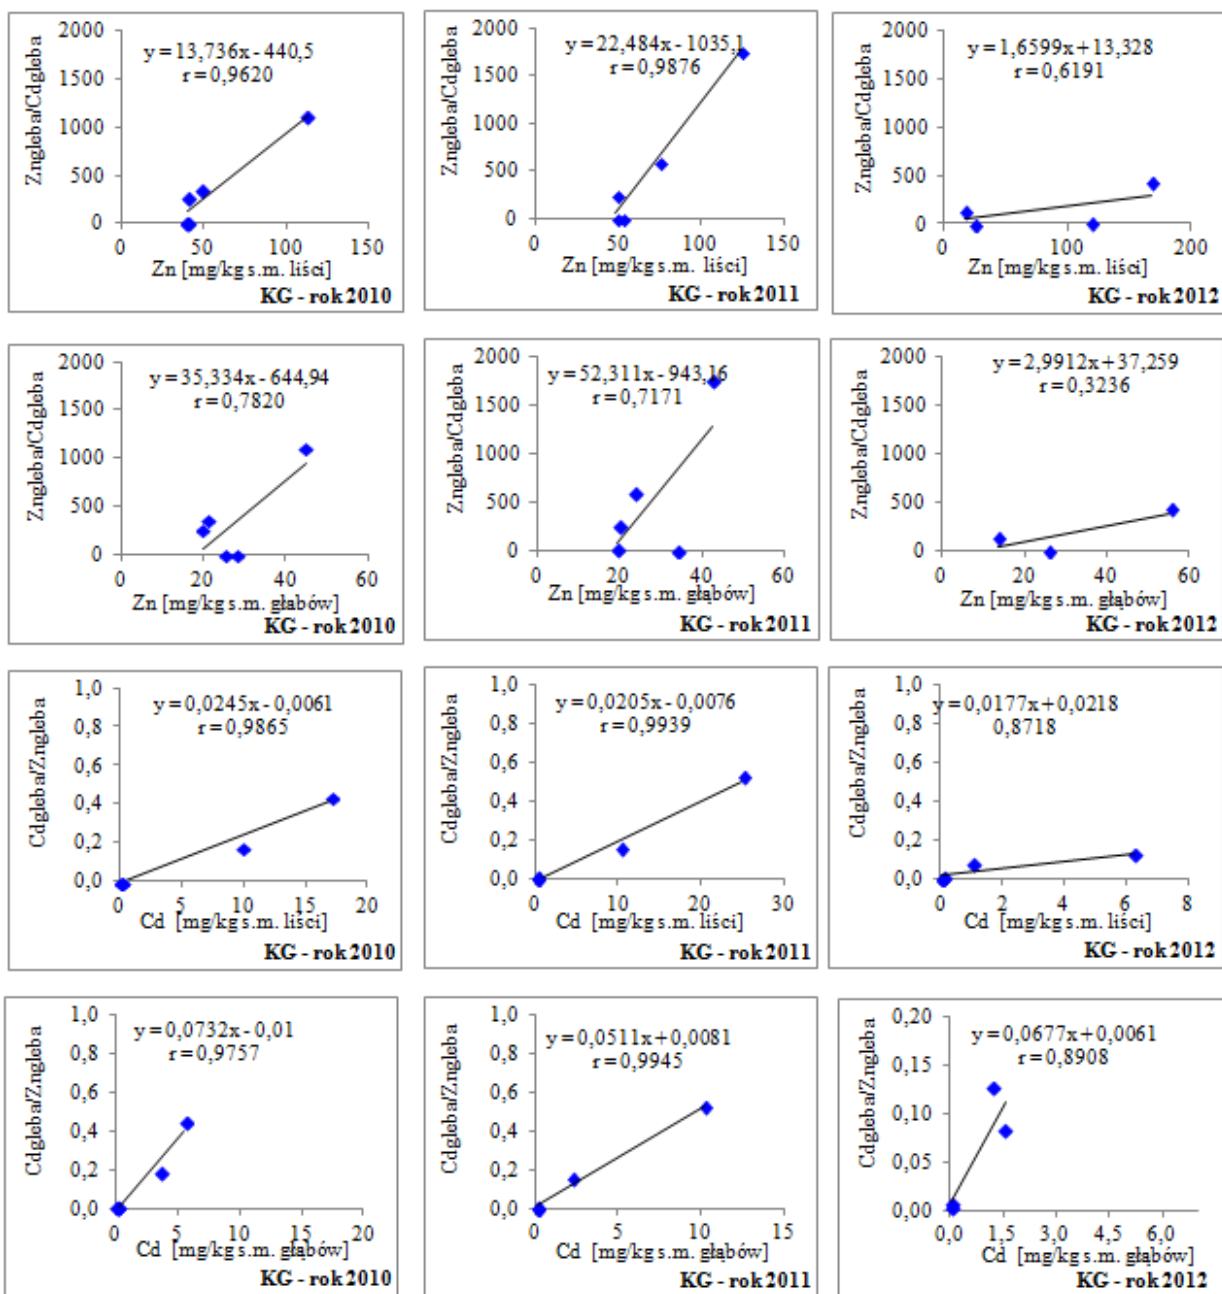 Zngleba/Cdgleba
2000
1500
1000
500
0
y = 13,736x - 440,5
r = 0,9620
0 50 100 150
Zn [mg/kg s.m. liści]
KG - rok 2010
Zngleba/Cdgleba
2000
1500
1000
500
0
y = 22,484x - 1035,1
r = 0,9876
0 50 100 150
Zn [mg/kg s.m. liści]
KG - rok 2011
Zngleba/Cdgleba
2000
1500
1000
500
0
y = 1,6599x + 13,328
r = 0,6191
0 100 200
Zn [mg/kg s.m. liści]
KG - rok 2012
Zngleba/Cdgleba
2000
1500
1000
500
0
y = 35,334x - 644,94
r = 0,7820
0 20 40 60
Zn [mg/kg s.m. głąbów]
KG - rok 2010
Zngleba/Cdgleba
2000
1500
1000
500
0
y = 52,311x - 943,16
r = 0,7171
0 20 40 60
Zn [mg/kg s.m. głąbów]
KG - rok 2011
Zngleba/Cdgleba
2000
1500
1000
500
0
y = 2,9912x + 37,259
r = 0,3236
0 20 40 60
Zn [mg/kg s.m. głąbów]
KG - rok 2012
Cdgleba/Zngleba
1,0
0,8
0,6
0,4
0,2
0,0
y = 0,0245x - 0,0061
r = 0,9865
0 5 10 15 20
Cd [mg/kg s.m. liści]
KG - rok 2010
Cdgleba/Zngleba
1,0
0,8
0,6
0,4
0,2
0,0
y = 0,0205x - 0,0076
r = 0,9939
0 10 20 30
Cd [mg/kg s.m. liści]
KG - rok 2011
Cdgleba/Zngleba
1,0
0,8
0,6
0,4
0,2
0,0
y = 0,0177x + 0,0218
0,8718
0 2 4 6 8
Cd [mg/kg s.m. liści]
KG - rok 2012
Cdgleba/Zngleba
1,0
0,8
0,6
0,4
0,2
0,0
y = 0,0732x - 0,01
r = 0,9757
0 5 10 15 20
Cd [mg/kg s.m. głąbów]
KG - rok 2010
Cdgleba/Zngleba
1,0
0,8
0,6
0,4
0,2
0,0
y = 0,0511x + 0,0081
r = 0,9945
0 5 10 15
Cd [mg/kg s.m. głąbów]
KG - rok 2011
Cdgleba/Zngleba
0,20
0,15
0,10
0,05
0,00
y = 0,0677x + 0,0061
r = 0,8908
0,0 1,5 3,0 4,5 6,0
Cd [mg/kg s.m. głąbów]
KG - rok 2012